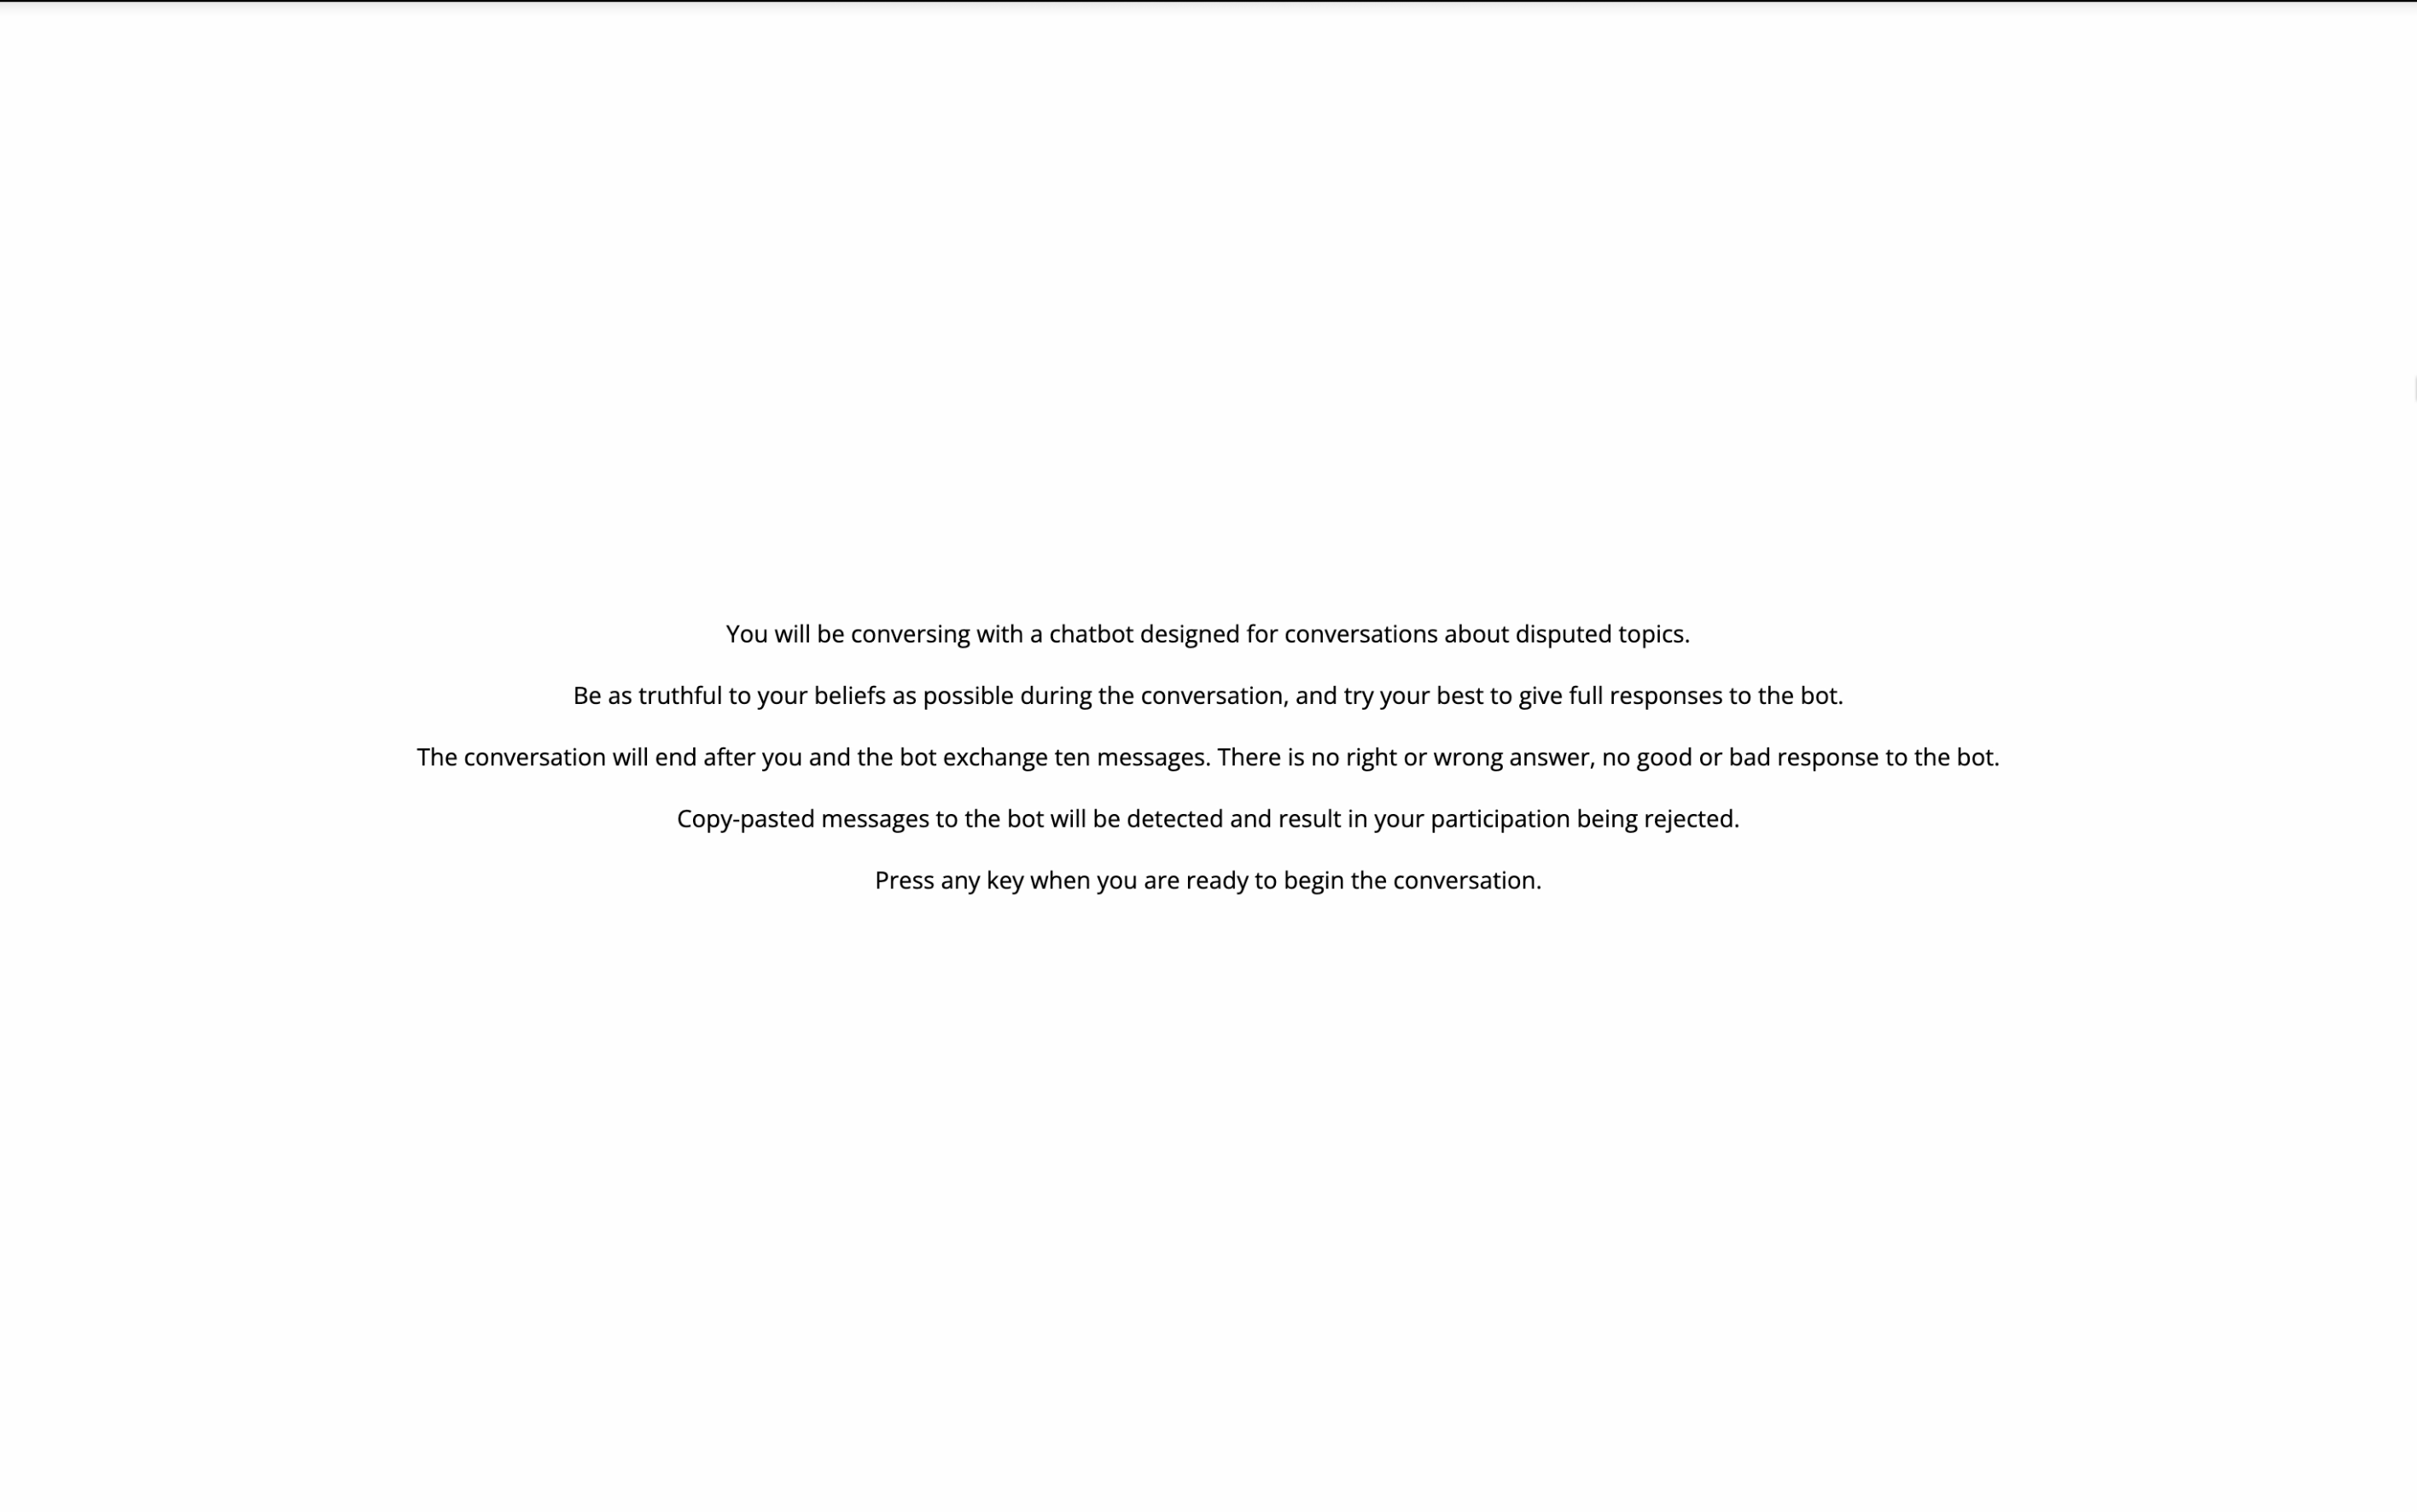 You will be conversing with a chatbot designed for conversations about disputed topics.
Be as truthful to your beliefs as possible during the conversation, and try your best to give full responses to the bot.
The conversation will end after you and the bot exchange ten messages. There is no right or wrong answer, no good or bad response to the bot.
Copy-pasted messages to the bot will be detected and result in your participation being rejected.
Press any key when you are ready to begin the conversation.